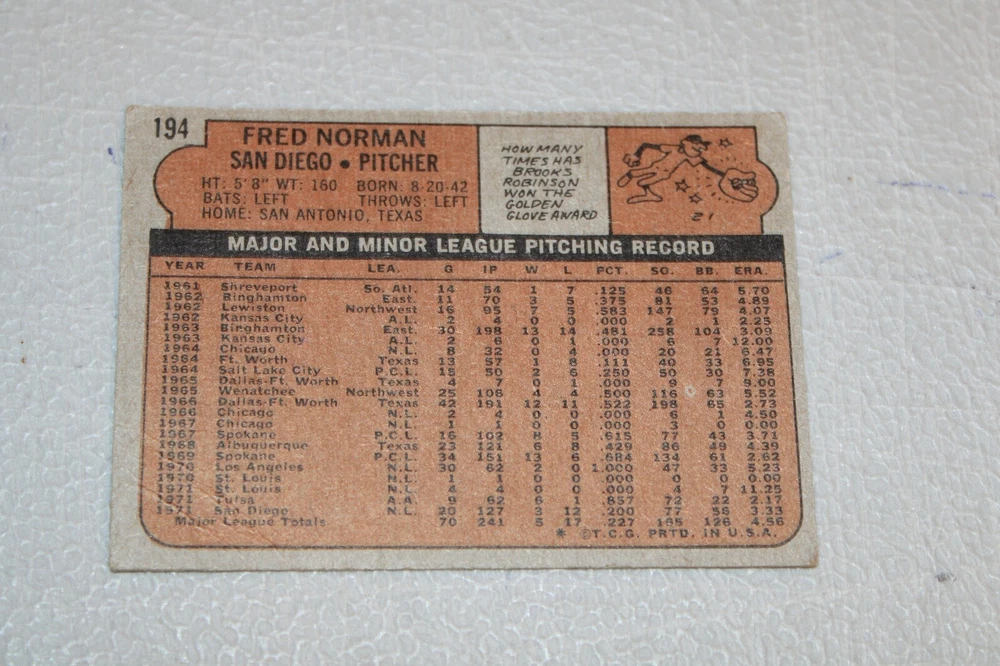 194
FRED NORMAN
SAN DIEGO • PITCHER
HT: 5'8" WT: 160 BORN: 8-20-42
BATS: LEFT THROWS: LEFT
HOME: SAN ANTONIO, TEXAS
HOW MANY
TIMES HAS
BROOKS
ROBINSON
WON THE
GOLDEN
GLOVE AWARD
21
MAJOR AND MINOR LEAGUE PITCHING RECORD
YEAR TEAM LEA. G IP W L PCT. SO. BB. ERA.
1961 Shreveport So. Atl. 14 54 1 7 .125 46 64 5.70
1962 Binghamton East. 11 70 3 5 .375 81 53 4.89
1962 Lewiston Northwest 16 95 7 5 .583 147 79 4.07
1962 Kansas City A.L. 2 4 0 0 .000 2 1 2.25
1963 Binghamton East. 30 198 13 14 .481 258 104 3.09
1963 Kansas City A.L. 2 6 0 1 .000 6 7 12.00
1964 Chicago N.L. 8 32 0 4 .000 20 21 6.47
1964 Ft. Worth Texas 13 57 1 8 .111 40 33 6.95
1964 Salt Lake City P.C.L. 15 50 2 6 .250 50 30 7.38
1965 Dallas-Ft. Worth Texas 4 7 0 1 .000 9 7 9.00
1965 Wenatchee Northwest 25 106 4 4 .500 116 63 5.52
1966 Dallas-Ft. Worth Texas 42 191 12 11 .522 198 65 2.73
1966 Chicago N.L. 2 4 0 0 .000 6 1 4.50
1967 Chicago N.L. 1 1 0 0 .000 3 0 0.00
1967 Spokane P.C.L. 16 102 8 5 .615 77 43 3.71
1968 Albuquerque Texas 23 121 6 8 .429 86 49 4.39
1969 Spokane P.C.L. 34 151 13 6 .684 134 61 2.62
1970 Los Angeles N.L. 30 62 2 0 1.000 47 33 5.23
1970 St. Louis N.L. 1 1 0 0 .000 0 0 0.00
1971 St. Louis N.L. 4 4 0 0 .000 4 7 11.25
1971 Tulsa A.A. 9 62 6 1 .857 72 22 2.17
1971 San Diego N.L. 20 127 3 12 .200 77 56 3.33
Major League Totals 70 241 5 17 .227 165 126 4.56
* ©T.C.G. PRTD. IN U.S.A.